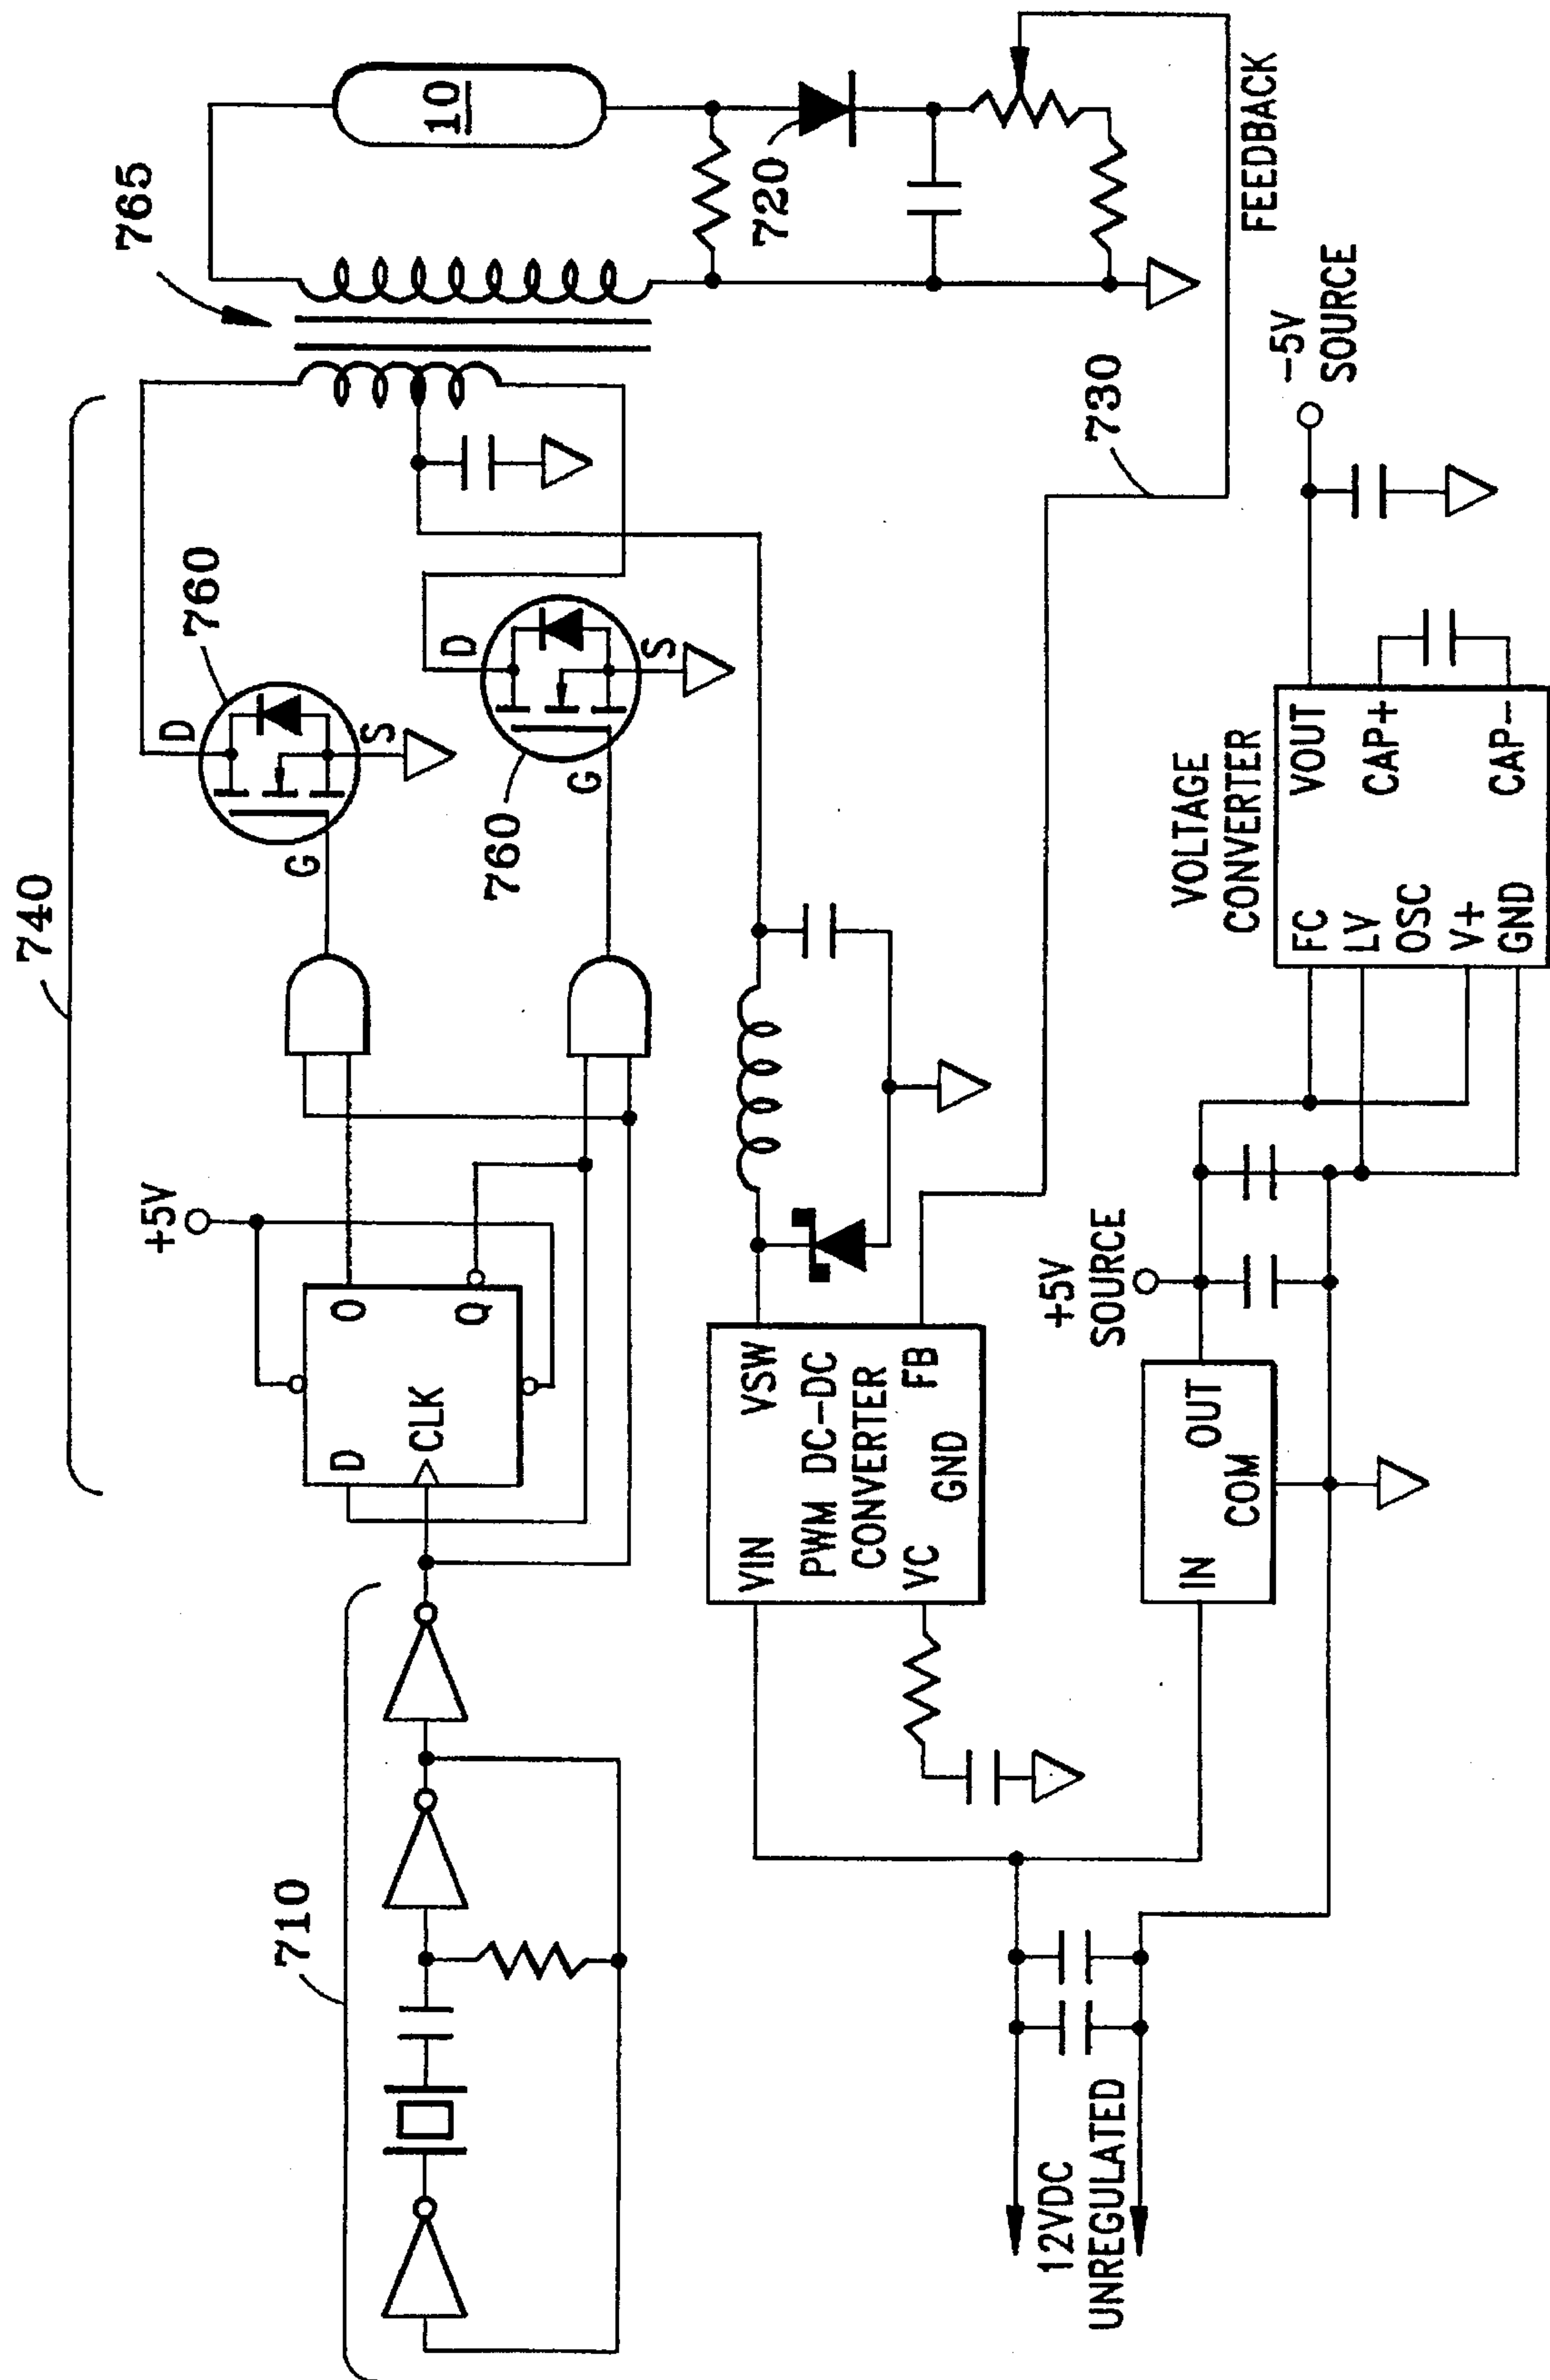 740
710
765
760
760
10
720
730
+5V
D
CLK
O
Q
G
D
S
G
D
S
FEEDBACK
VIN
VSW
PWM DC-DC
CONVERTER
VC
FB
GND
12VDC
UNREGULATED
IN
OUT
COM
+5V
SOURCE
VOLTAGE
CONVERTER
FC
VOUT
LV
CAP+
OSC
V+
CAP-
GND
-5V
SOURCE